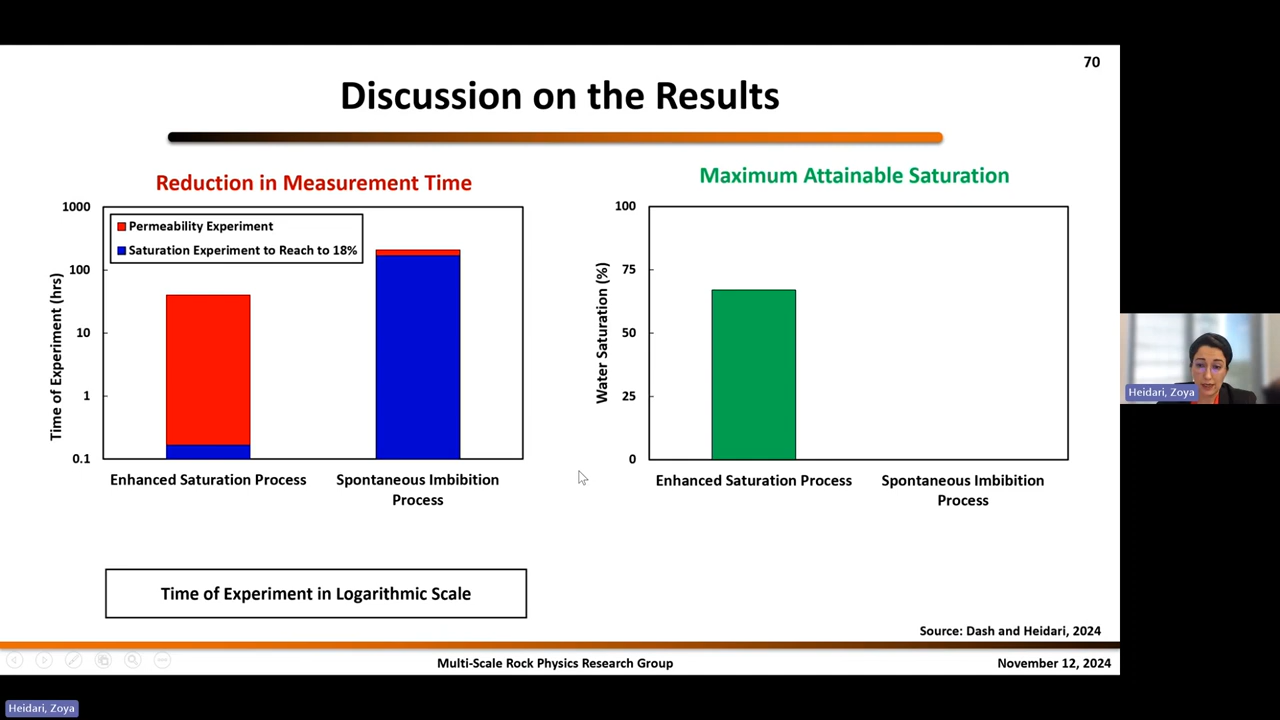 70
Discussion on the Results
Reduction in Measurement Time
1000
100
10
1
0.1
Time of Experiment (hrs)
Permeability Experiment
Saturation Experiment to Reach to 18%
Enhanced Saturation Process
Spontaneous Imbibition
Process
Time of Experiment in Logarithmic Scale
Maximum Attainable Saturation
100
75
50
25
0
Water Saturation (%)
Enhanced Saturation Process
Spontaneous Imbibition
Process
Source: Dash and Heidari, 2024
Multi-Scale Rock Physics Research Group
November 12, 2024
Heidari, Zoya
Heidari, Zoya